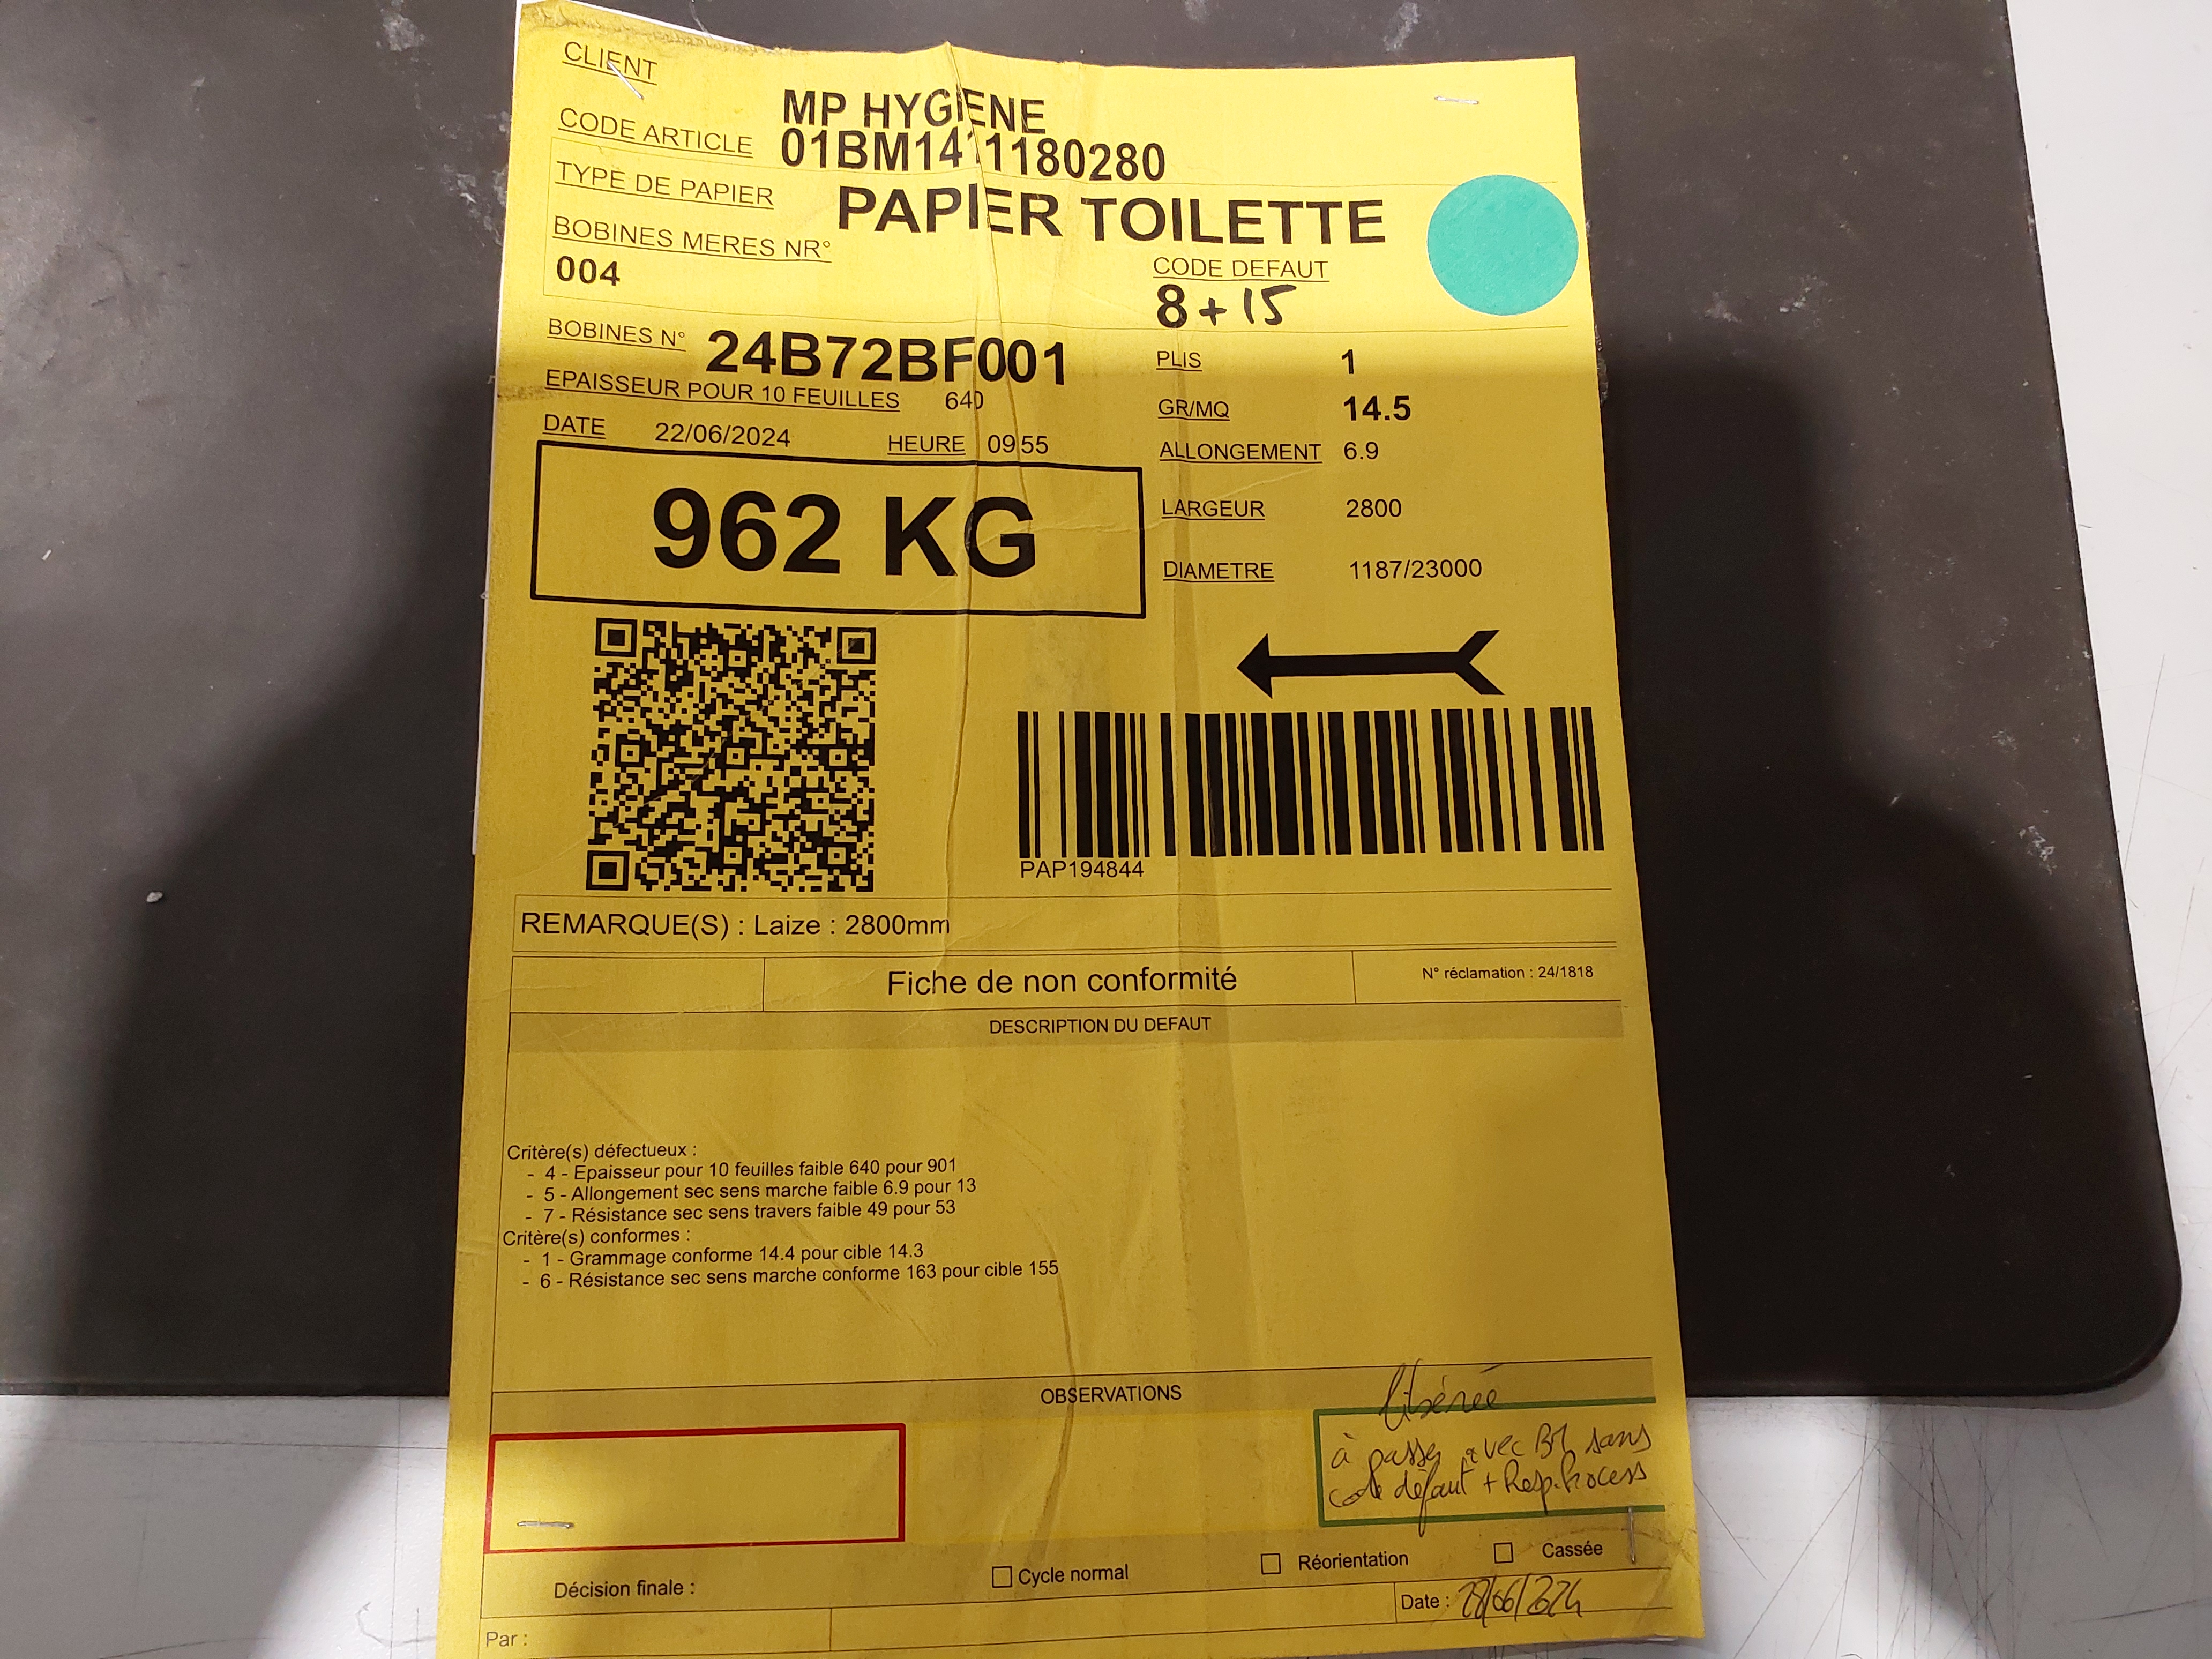 CLIENT
MP HYGIENE
CODE ARTICLE 01BM1411180280
TYPE DE PAPIER PAPIER TOILETTE
BOBINES MERES NR°
004
CODE DEFAUT
8 + 15
BOBINES N° 24B72BF001
PLIS 1
EPAISSEUR POUR 10 FEUILLES 640
GR/MQ 14.5
DATE 22/06/2024 HEURE 09 55
ALLONGEMENT 6.9
962 KG
LARGEUR 2800
DIAMETRE 1187/23000
PAP194844
REMARQUE(S) : Laize : 2800mm
Fiche de non conformité
N° réclamation : 24/1818
DESCRIPTION DU DEFAUT
Critère(s) défectueux :
- 4 - Epaisseur pour 10 feuilles faible 640 pour 901
- 5 - Allongement sec sens marche faible 6.9 pour 13
- 7 - Résistance sec sens travers faible 49 pour 53
Critère(s) conformes :
- 1 - Grammage conforme 14.4 pour cible 14.3
- 6 - Résistance sec sens marche conforme 163 pour cible 155
OBSERVATIONS
libérée
à passer avec BM sans
code défaut + Resp. Process
Décision finale :
Cycle normal
Réorientation
Cassée
Date : /06/2024
Par :